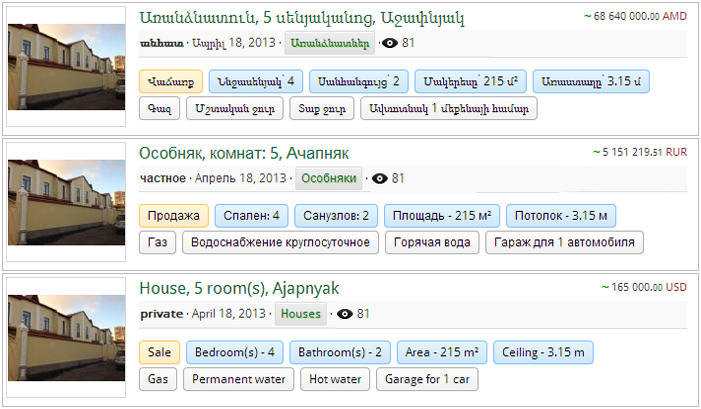 Առանձնատուն, 5 սենյականոց, Աջափնյակ ~ 68 640 000.00 AMD
անհատ · Ապրիլ 18, 2013 · Առանձնատներ · 81
Վաճառք Ննջասենյակ՝ 4 Սանհանգույց՝ 2 Մակերեսը՝ 215 մ² Առաստաղը՝ 3.15 մ
Գազ Մշտական ջուր Տաք ջուր Ավտոտնակ 1 մեքենայի համար
Особняк, комнат: 5, Ачапняк ~ 5 151 219.51 RUR
частное · Апрель 18, 2013 · Особняки · 81
Продажа Спален: 4 Санузлов: 2 Площадь - 215 м² Потолок - 3.15 м
Газ Водоснабжение круглосуточное Горячая вода Гараж для 1 автомобиля
House, 5 room(s), Ajapnyak ~ 165 000.00 USD
private · April 18, 2013 · Houses · 81
Sale Bedroom(s) - 4 Bathroom(s) - 2 Area - 215 m² Ceiling - 3.15 m
Gas Permanent water Hot water Garage for 1 car